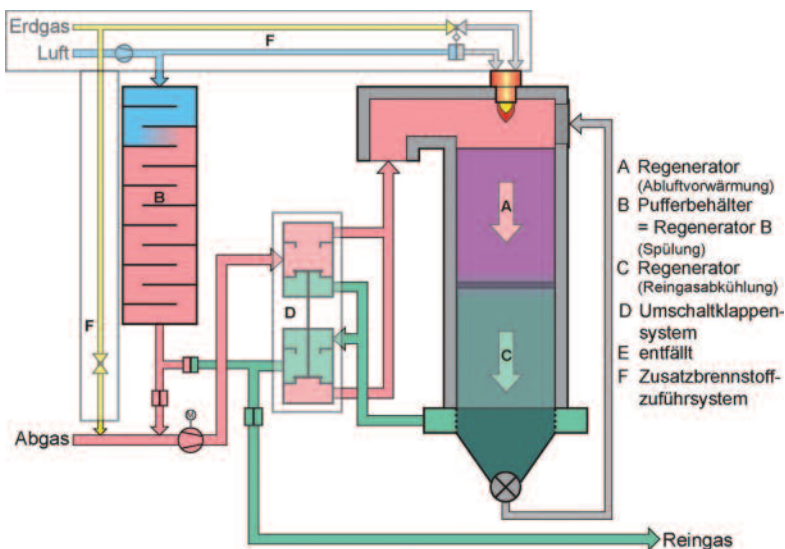 Erdgas
Luft
F
B
F
A
C
D
M
Abgas
Reingas
A Regenerator
(Abluftvorwärmung)
B Pufferbehälter
= Regenerator B
(Spülung)
C Regenerator
(Reingasabkühlung)
D Umschaltklappen-
system
E entfällt
F Zusatzbrennstoff-
zuführsystem